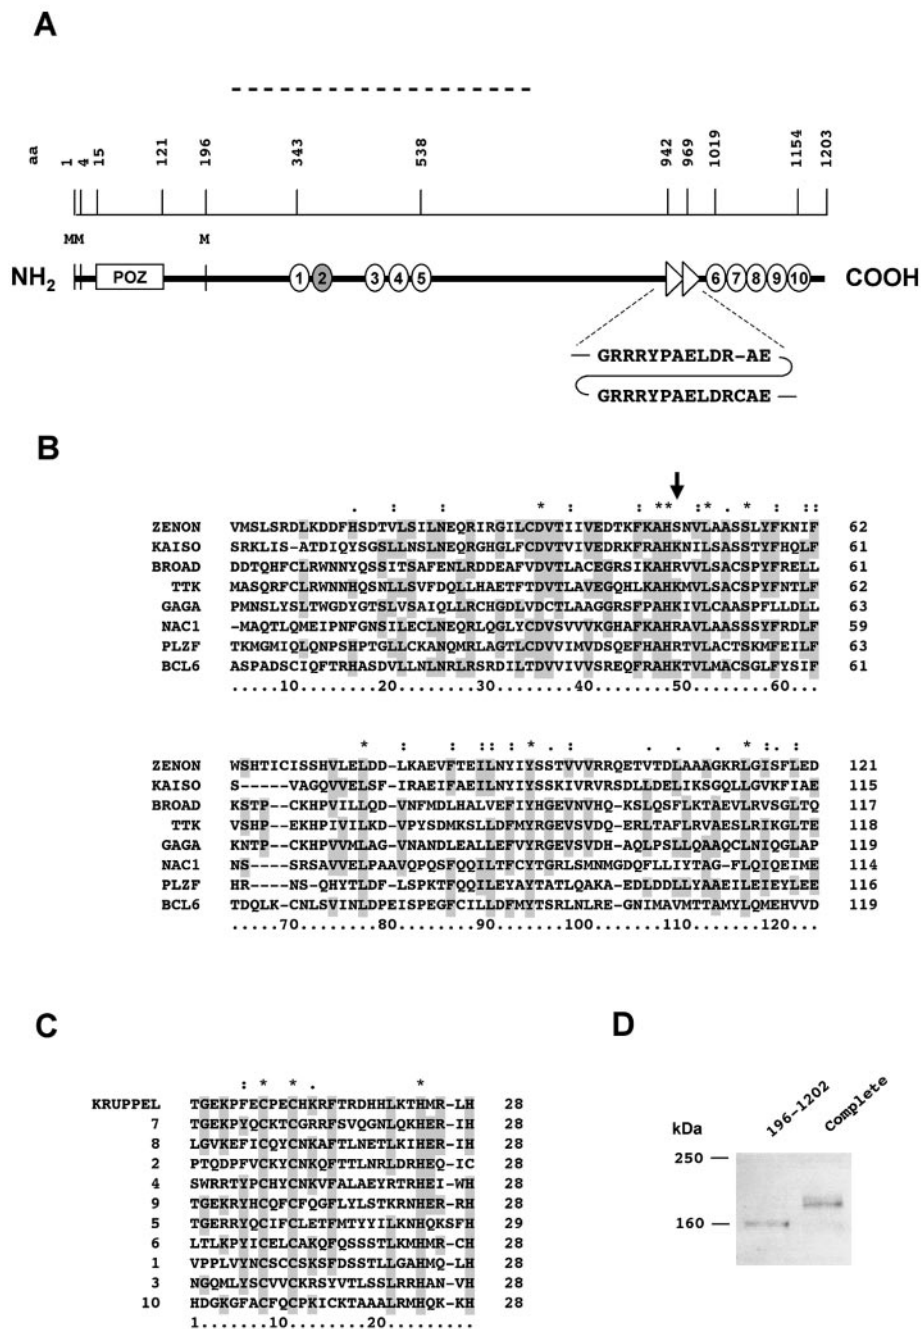 A
aa 1 4 15 121 196 343 538 942 969 1019 1154 1203
MM M
NH2 POZ 1 2 3 4 5 6 7 8 9 10 COOH
GRRRYPAELDR-AE
GRRRYPAELDRCAE
B
. : : * : : ** :* . * : ::
ZENON VMSLSRDLKDDFHSDTVLSILNEQRIRGILCDVTIIVEDTKFKAHSNVLAASSLYFKNIF 62
KAISO SRKLIS-ATDIQYSGSLLNSLNEQRGHGLFCDVTVIVEDRKFRAHKNILSASSTYFHQLF 61
BROAD DDTQHFCLRWNNYQSSITSAFENLRDDEAFVDVTLACEGRSIKAHRVVLSACSPYFRELL 61
TTK MASQRFCLRWNNHQSNLLSVFDQLLHAETFTDVTLAVEGQHLKAHKMVLSACSPYFNTLF 62
GAGA PMNSLYSLTWGDYGTSLVSAIQLLRCHGDLVDCTLAAGGRSFPAHKIVLCAASPFLLDLL 63
NAC1 -MAQTLQMEIPNFGNSILECLNEQRLQGLYCDVSVVVKGHAFKAHRAVLAASSSYFRDLF 59
PLZF TKMGMIQLQNPSHPTGLLCKANQMRLAGTLCDVVIMVDSQEFHAHRTVLACTSKMFEILF 63
BCL6 ASPADSCIQFTRHASDVLLNLNRLRSRDILTDVVIVVSREQFRAHKTVLMACSGLFYSIF 61
.....10........20........30........40........50........60...
* : : :: : * . : . . . * :. :
ZENON WSHTICISSHVLELDD-LKAEVFTEILNYIYSSTVVVRRQETVTDLAAAGKRLGISFLED 121
KAISO S-----VAGQVVELSF-IRAEIFAEILNYIYSSKIVRVRSDLLDELIKSGQLLGVKFIAE 115
BROAD KSTP--CKHPVILLQD-VNFMDLHALVEFIYHGEVNVHQ-KSLQSFLKTAEVLRVSGLTQ 117
TTK VSHP--EKHPIVILKD-VPYSDMKSLLDFMYRGEVSVDQ-ERLTAFLRVAESLRIKGLTE 118
GAGA KNTP--CKHPVVMLAG-VNANDLEALLEFVYRGEVSVDH-AQLPSLLQAAQCLNIQGLAP 119
NAC1 NS----SRSAVVELPAAVQPQSFQQILTFCYTGRLSMNMGDQFLLIYTAG-FLQIQEIME 114
PLZF HR----NS-QHYTLDF-LSPKTFQQILEYAYTATLQAKA-EDLDDLLYAAEILEIEYLEE 116
BCL6 TDQLK-CNLSVINLDPEISPEGFCILLDFMYTSRLNLRE-GNIMAVMTTAMYLQMEHVVD 119
.....70........80........90........100.......110.......120...
C
: * * . *
KRUPPEL TGEKPFECPECHKRFTRDHHLKTHMR-LH 28
7 TGEKPYQCKTCGRRFSVQGNLQKHER-IH 28
8 LGVKEFICQYCNKAFTLNETLKIHERIH 28
2 PTQDPFVCKYCNKQFTTLNRLDRHEQ-IC 28
4 SWRRTYPCHYCNKVFALAEYRTRHEI-WH 28
9 TGEKRYHCQFCFQGFLYLSTKRNHER-RH 28
5 TGERRYQCIFCLETFMTYYILKNHQKSFH 29
6 LTLKPYICELCAKQFQSSSTLKMHMR-CH 28
1 VPPLVYNCSCCSKSFDSSTLLGAHMQ-LH 28
3 NGQMLYSCVVCKRSYVTLSSLRRHAN-VH 28
10 HDGKGFACFQCPKICKTAAALRMHQK-KH 28
1.......10........20........
D
kDa 196-1202 Complete
250
160